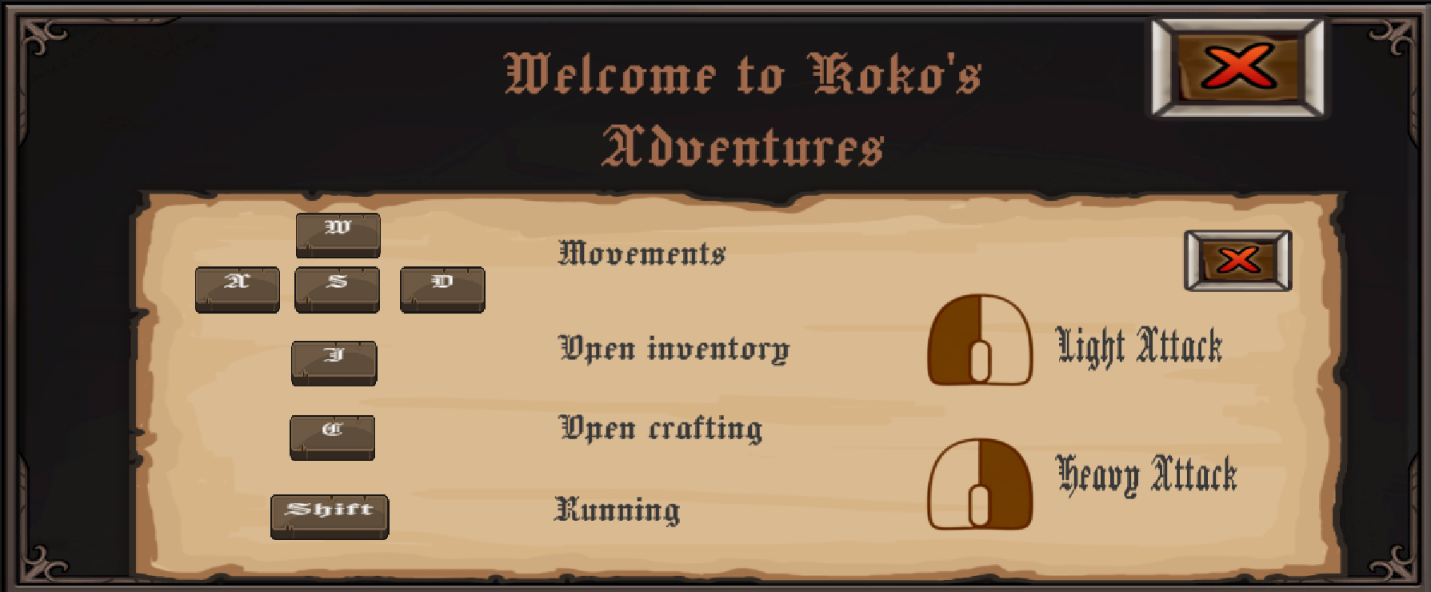 Welcome to Koko's
Adventures
W
A S D
Movements
I
Open inventory
C
Open crafting
Shift
Running
Light Attack
Heavy Attack